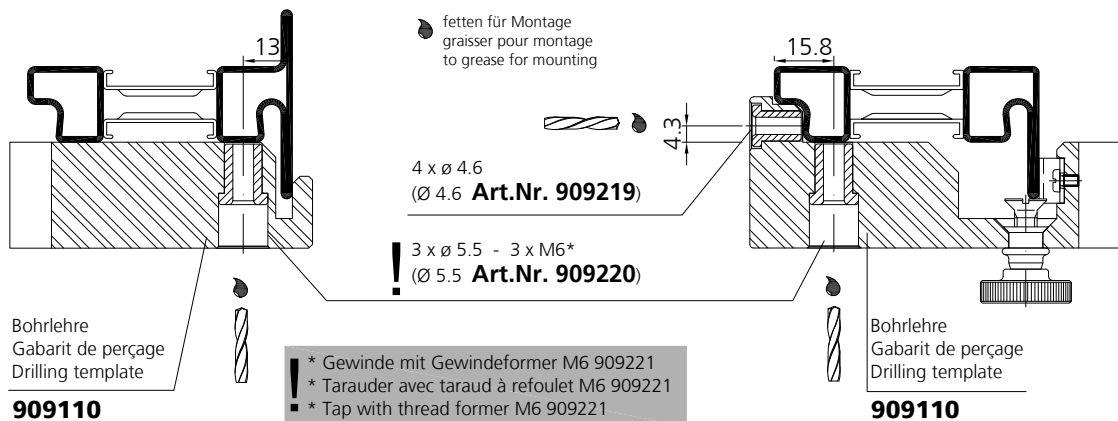 13
fetten für Montage
graisser pour montage
to grease for mounting
15.8
4.3
4 x ø 4.6
(Ø 4.6 Art.Nr. 909219)
! 3 x ø 5.5 - 3 x M6*
(Ø 5.5 Art.Nr. 909220)
Bohrlehre
Gabarit de perçage
Drilling template
909110
! * Gewinde mit Gewindeformer M6 909221
* Tarauder avec taraud à refoulet M6 909221
* Tap with thread former M6 909221
Bohrlehre
Gabarit de perçage
Drilling template
909110